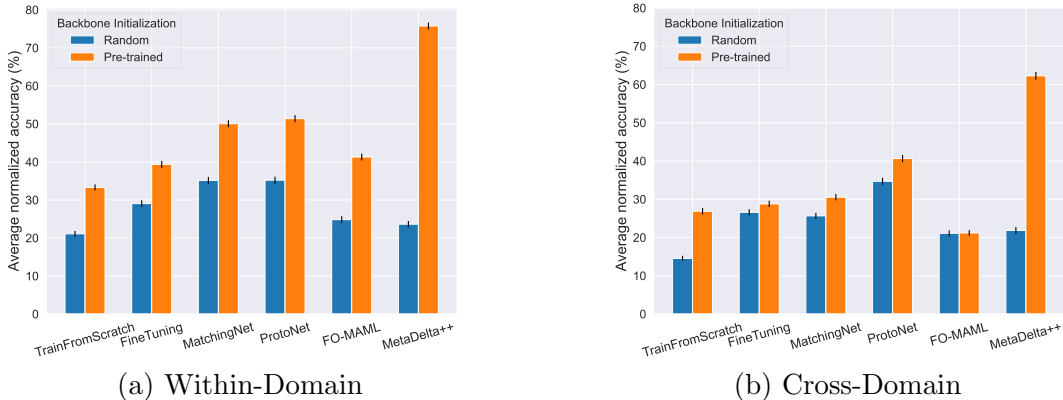 80
70
60
50
40
30
20
10
0
Average normalized accuracy (%)
Backbone Initialization
Random
Pre-trained
TrainFromScratch
FineTuning
MatchingNet
ProtoNet
FO-MAML
MetaDelta++
(a) Within-Domain
80
70
60
50
40
30
20
10
0
Average normalized accuracy (%)
Backbone Initialization
Random
Pre-trained
TrainFromScratch
FineTuning
MatchingNet
ProtoNet
FO-MAML
MetaDelta++
(b) Cross-Domain